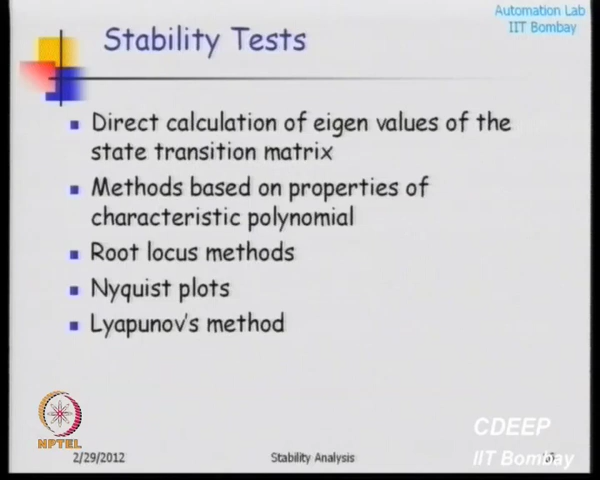 Automation Lab
IIT Bombay
Stability Tests
Direct calculation of eigen values of the
state transition matrix
Methods based on properties of
characteristic polynomial
Root locus methods
Nyquist plots
Lyapunov's method
NPTEL
CDEEP
2/29/2012
Stability Analysis
IIT Bombay